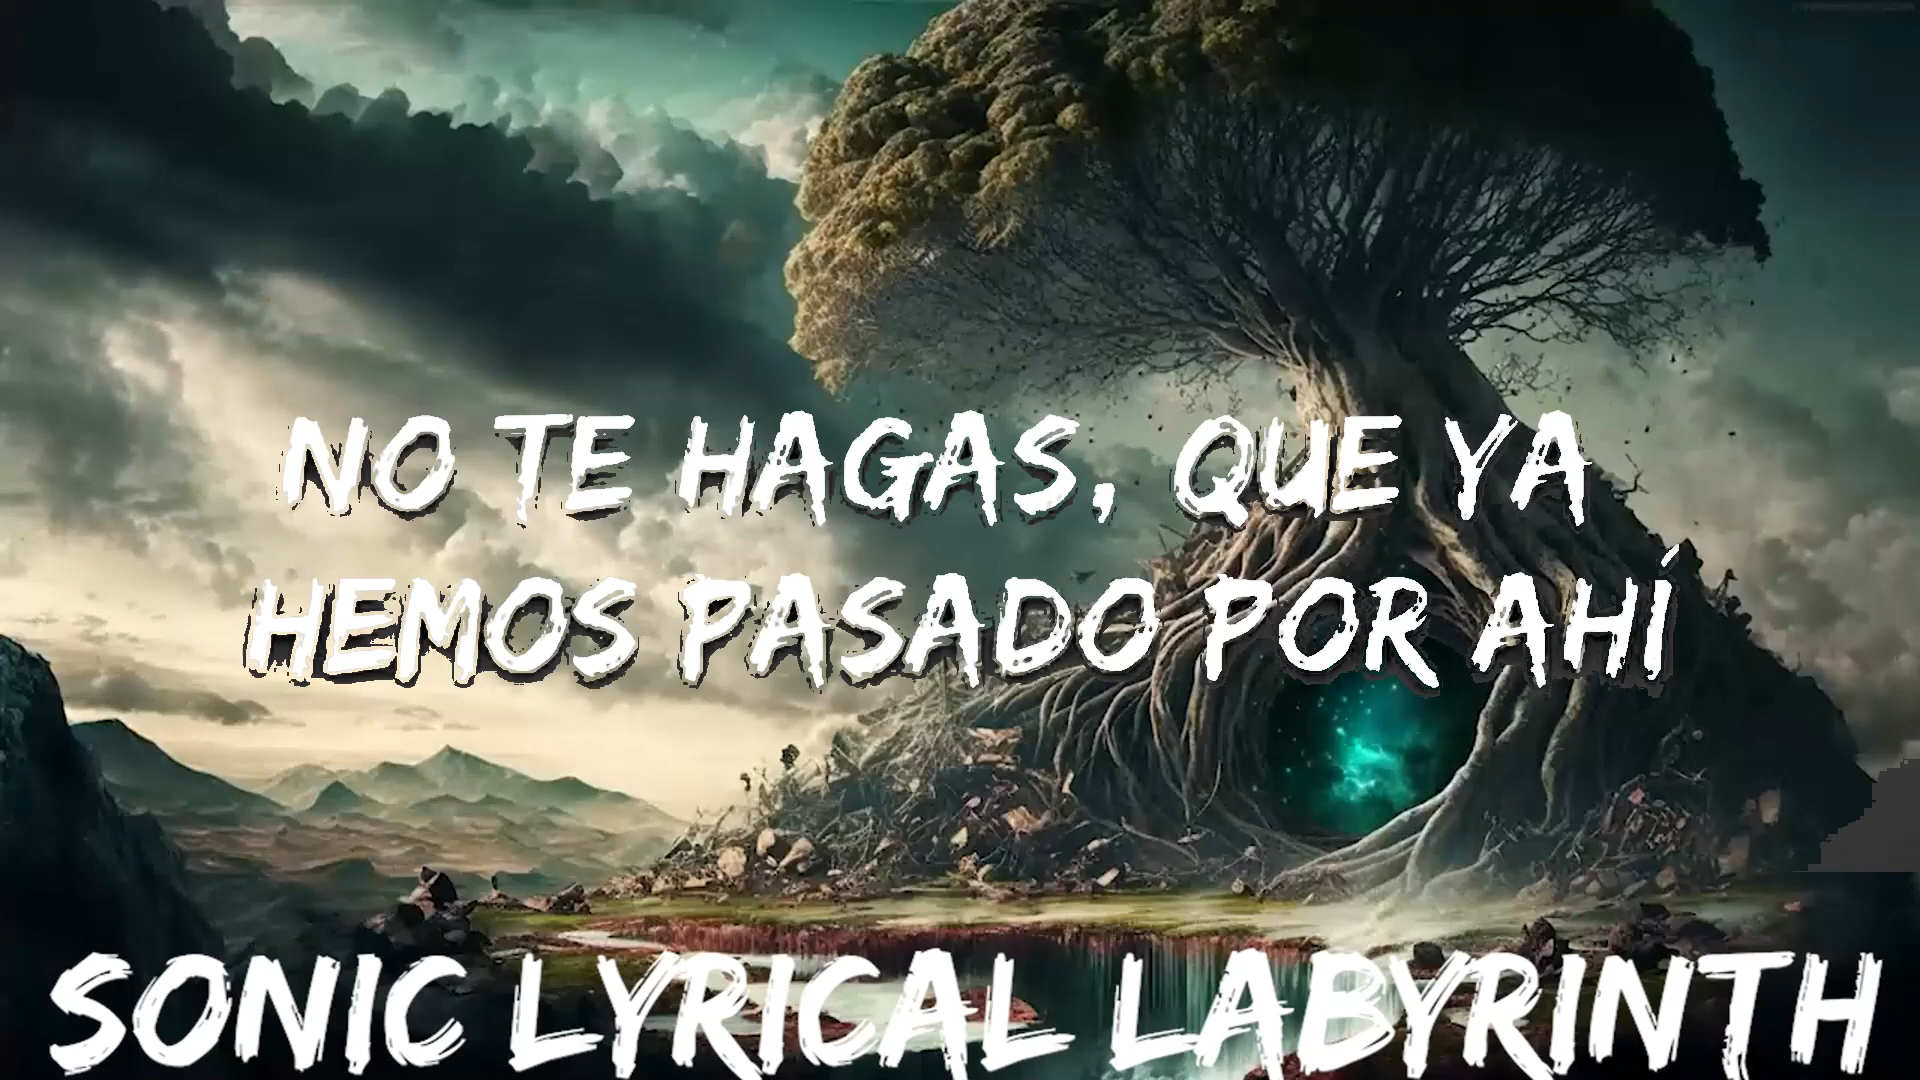 NO TE HAGAS, QUE YA
HEMOS PASADO POR AHÍ
SONIC LYRICAL LABYRINTH